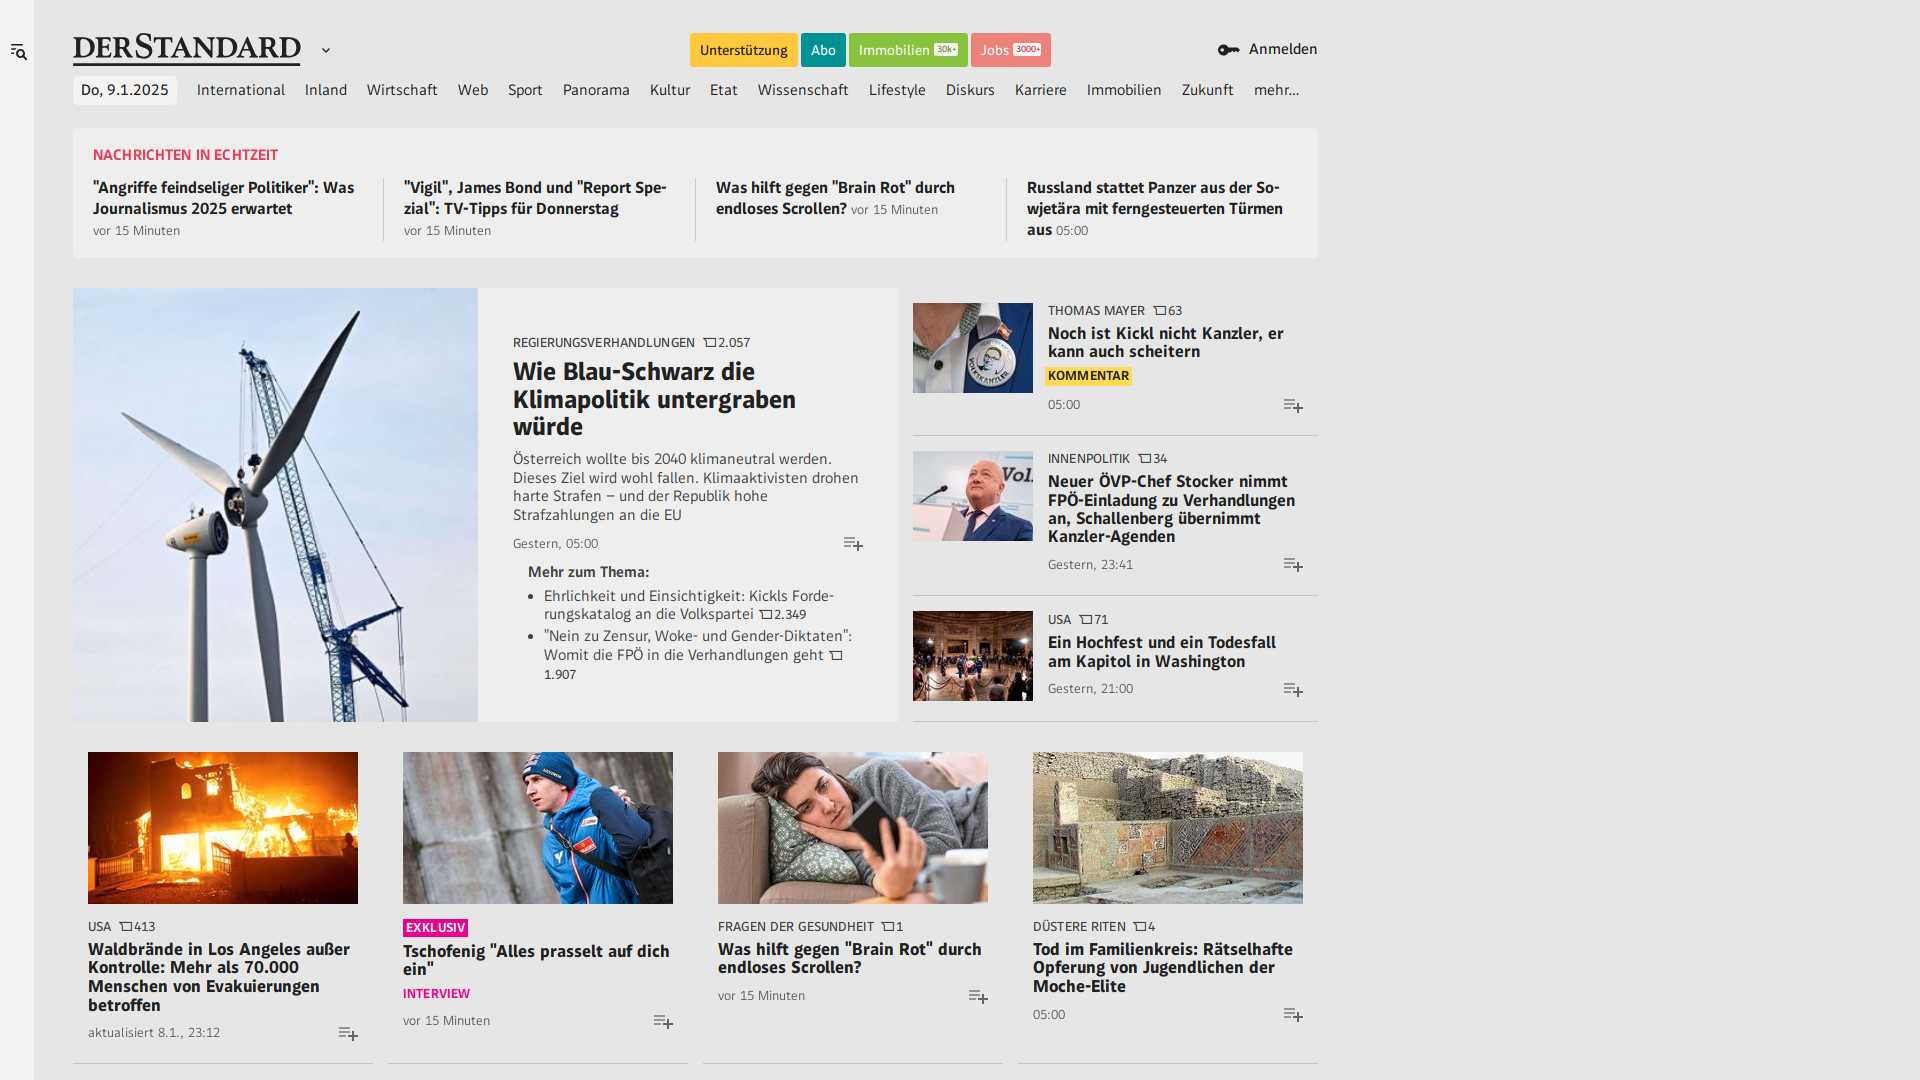 DERSTANDARD
Unterstützung
Abo
Immobilien 30k+
Jobs 3000+
Anmelden
Do, 9.1.2025
International
Inland
Wirtschaft
Web
Sport
Panorama
Kultur
Etat
Wissenschaft
Lifestyle
Diskurs
Karriere
Immobilien
Zukunft
mehr…
NACHRICHTEN IN ECHTZEIT
"Angriffe feindseliger Politiker": Was
Journalismus 2025 erwartet
vor 15 Minuten
"Vigil", James Bond und "Report Spe-
zial": TV-Tipps für Donnerstag
vor 15 Minuten
Was hilft gegen "Brain Rot" durch
endloses Scrollen? vor 15 Minuten
Russland stattet Panzer aus der So-
wjetära mit ferngesteuerten Türmen
aus 05:00
REGIERUNGSVERHANDLUNGEN 2.057
Wie Blau-Schwarz die
Klimapolitik untergraben
würde
Österreich wollte bis 2040 klimaneutral werden.
Dieses Ziel wird wohl fallen. Klimaaktivisten drohen
harte Strafen – und der Republik hohe
Strafzahlungen an die EU
Gestern, 05:00
Mehr zum Thema:
Ehrlichkeit und Einsichtigkeit: Kickls Forde-
rungskatalog an die Volkspartei 2.349
"Nein zu Zensur, Woke- und Gender-Diktaten":
Womit die FPÖ in die Verhandlungen geht
1.907
THOMAS MAYER 63
Noch ist Kickl nicht Kanzler, er
kann auch scheitern
KOMMENTAR
05:00
VOLKSKANZLER
INNENPOLITIK 34
Neuer ÖVP-Chef Stocker nimmt
FPÖ-Einladung zu Verhandlungen
an, Schallenberg übernimmt
Kanzler-Agenden
Gestern, 23:41
Vol
USA 71
Ein Hochfest und ein Todesfall
am Kapitol in Washington
Gestern, 21:00
USA 413
Waldbrände in Los Angeles außer
Kontrolle: Mehr als 70.000
Menschen von Evakuierungen
betroffen
aktualisiert 8.1., 23:12
EXKLUSIV
Tschofenig "Alles prasselt auf dich
ein"
INTERVIEW
vor 15 Minuten
FRAGEN DER GESUNDHEIT 1
Was hilft gegen "Brain Rot" durch
endloses Scrollen?
vor 15 Minuten
DÜSTERE RITEN 4
Tod im Familienkreis: Rätselhafte
Opferung von Jugendlichen der
Moche-Elite
05:00